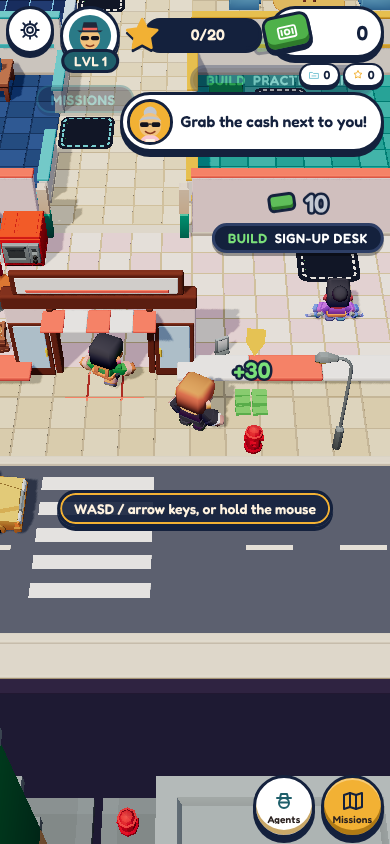 0/20
0
LVL 1
BUILD PRACT
0
0
MISSIONS
Grab the cash next to you!
10
BUILD SIGN-UP DESK
+30
WASD / arrow keys, or hold the mouse
Agents
Missions